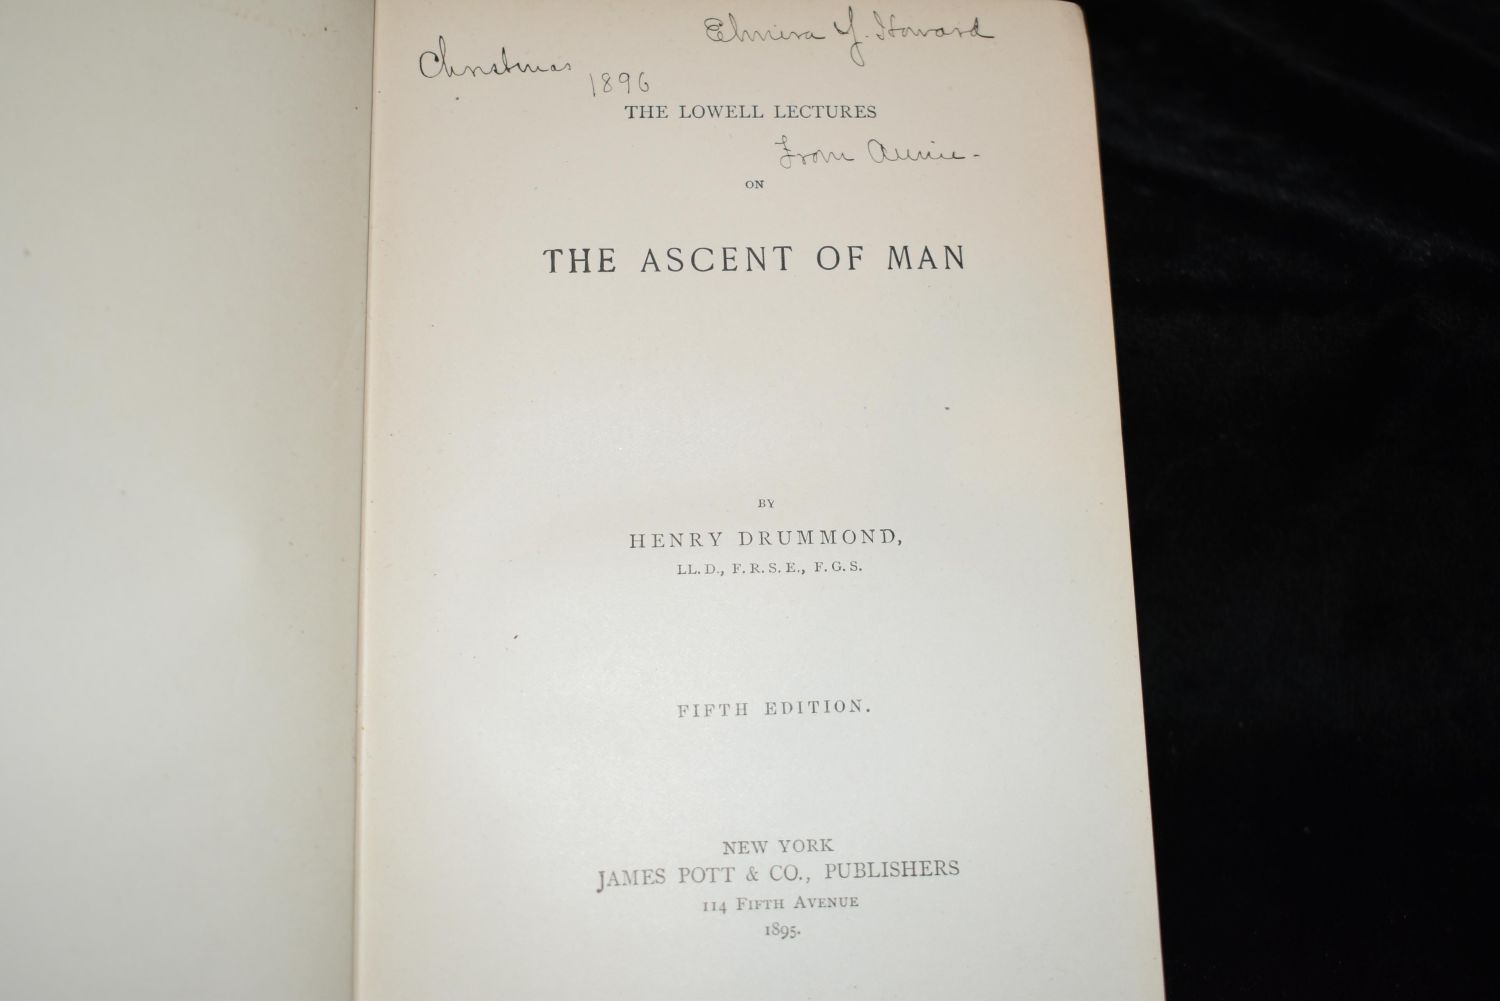 Elmira Y. Howard
Christmas
1896
THE LOWELL LECTURES
From Annie-
ON
THE ASCENT OF MAN
BY
HENRY DRUMMOND,
LL. D., F. R. S. E., F. G. S.
FIFTH EDITION.
NEW YORK
JAMES POTT & CO., PUBLISHERS
114 FIFTH AVENUE
1895.